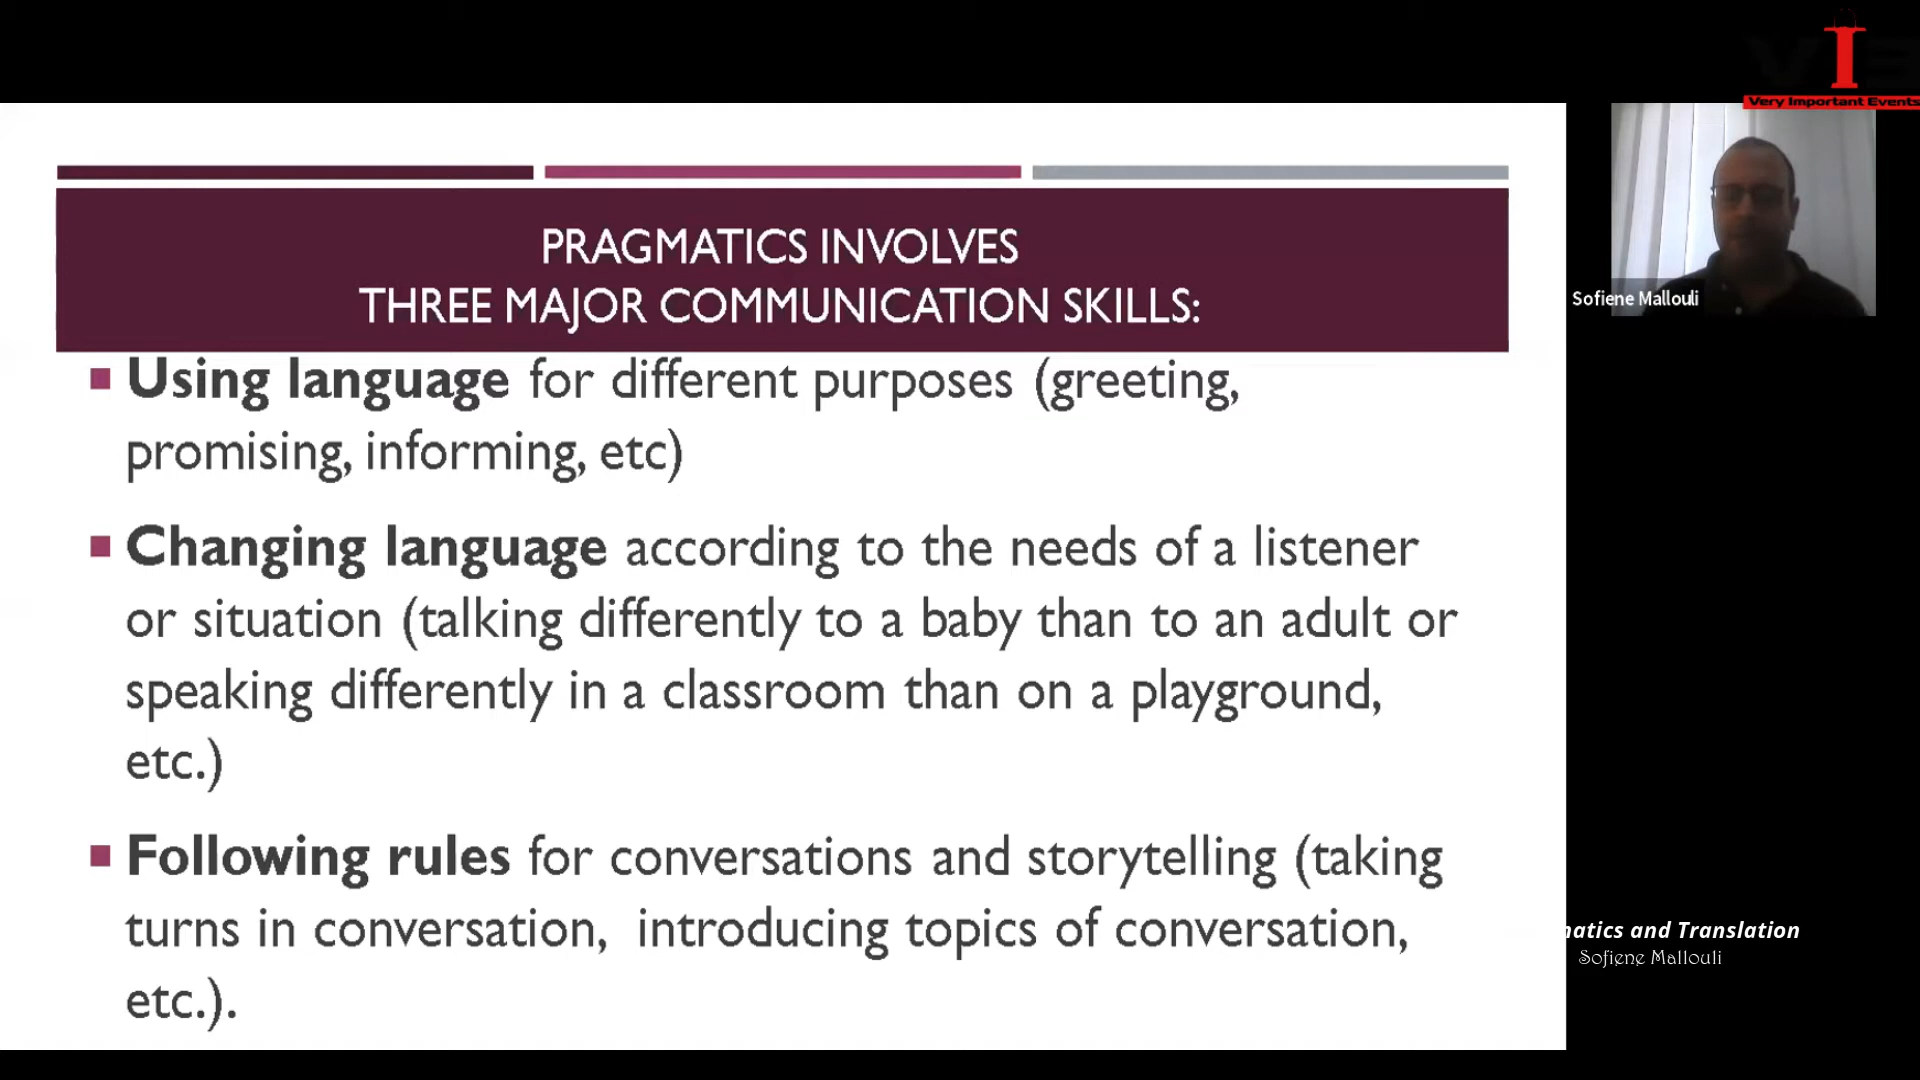 PRAGMATICS INVOLVES
THREE MAJOR COMMUNICATION SKILLS:
Using language for different purposes (greeting,
promising, informing, etc)
Changing language according to the needs of a listener
or situation (talking differently to a baby than to an adult or
speaking differently in a classroom than on a playground,
etc.)
Following rules for conversations and storytelling (taking
turns in conversation, introducing topics of conversation,
etc.).
VIE
Very Important Events
Sofiene Mallouli
and Translation
Sofiene Mallouli